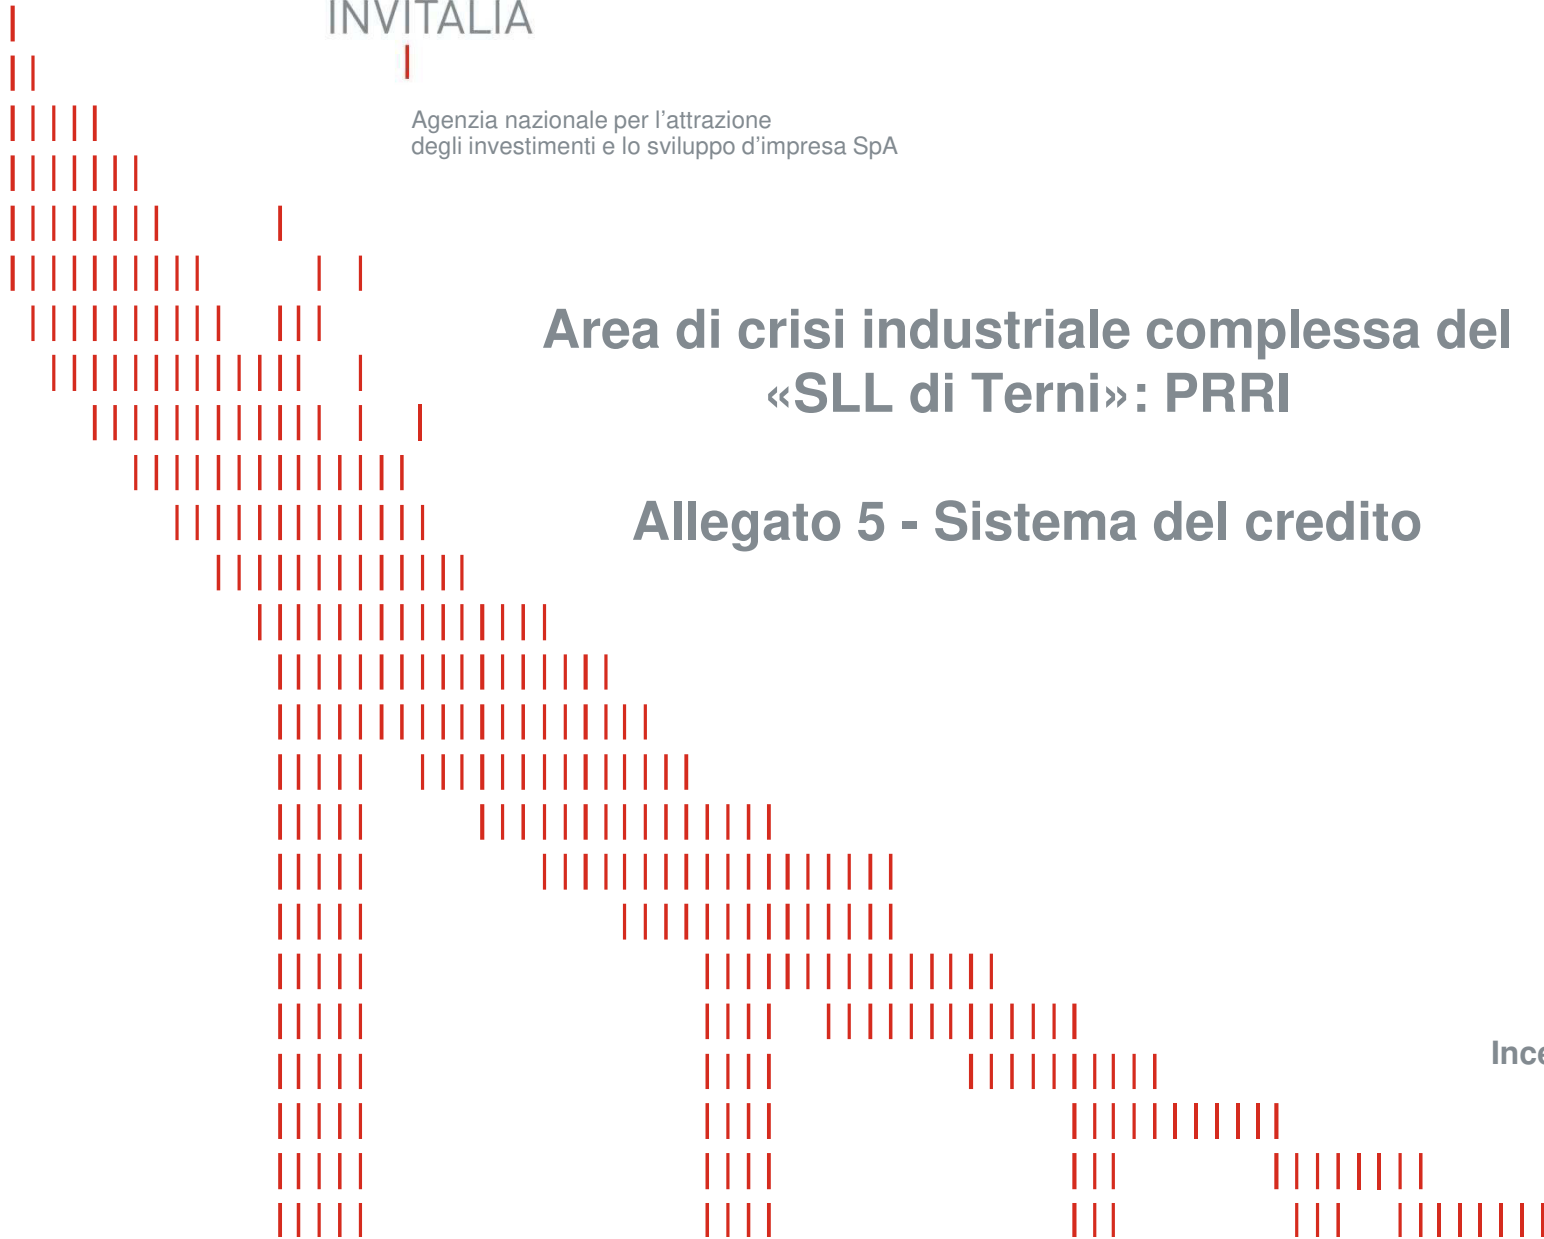 INVITALIA
Agenzia nazionale per l'attrazione
degli investimenti e lo sviluppo d'impresa SpA
Area di crisi industriale complessa del
«SLL di Terni»: PRRI
Allegato 5 - Sistema del credito